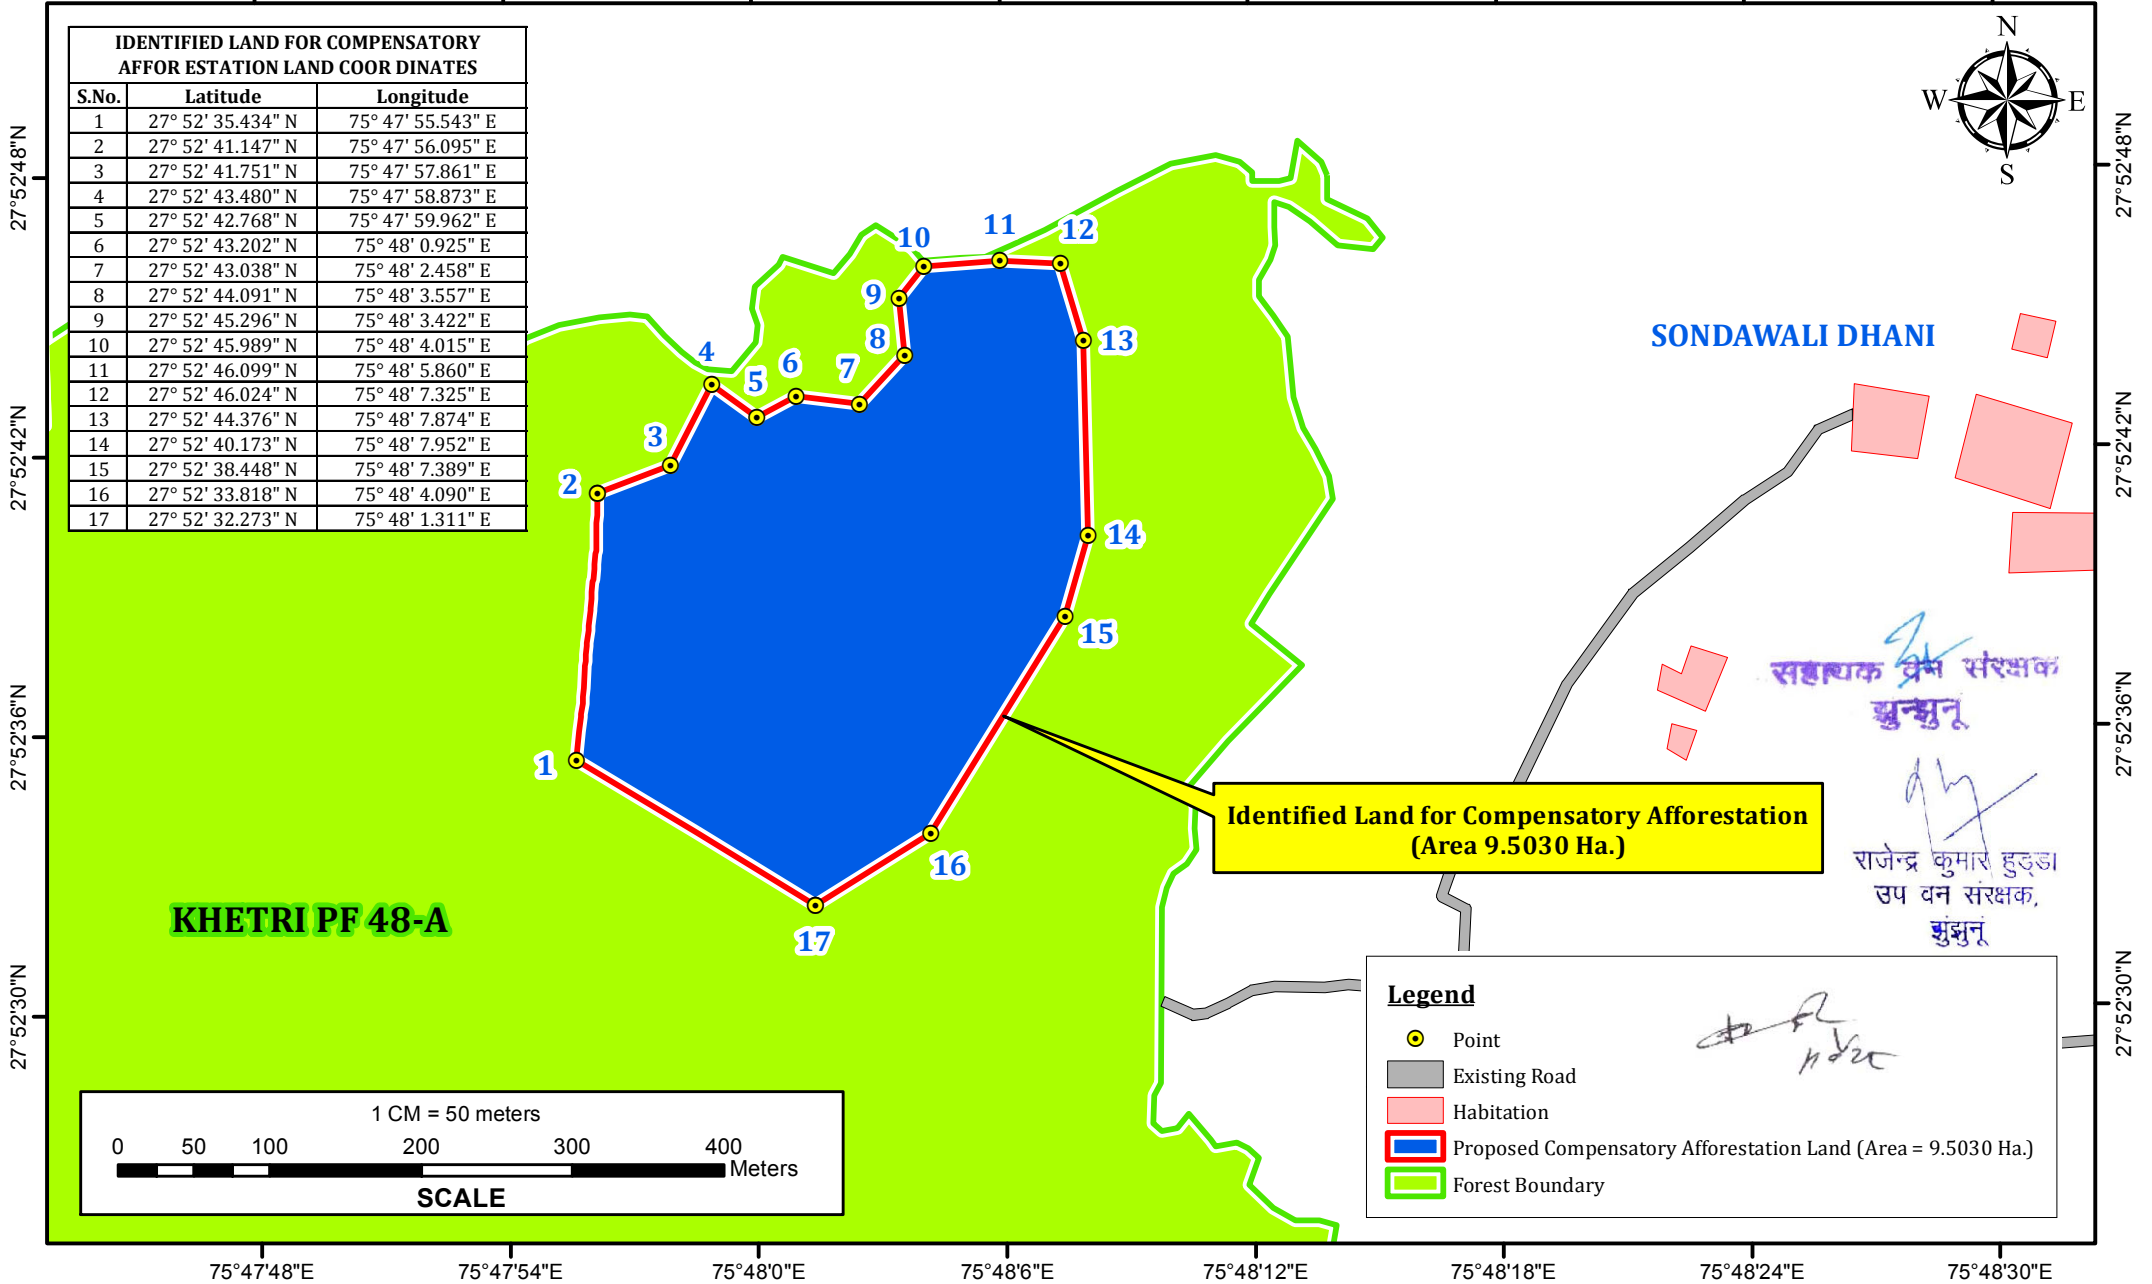 IDENTIFIED LAND FOR COMPENSATORY
AFFOR ESTATION LAND COOR DINATES
S.No. Latitude Longitude
1 27° 52' 35.434" N 75° 47' 55.543" E
2 27° 52' 41.147" N 75° 47' 56.095" E
3 27° 52' 41.751" N 75° 47' 57.861" E
4 27° 52' 43.480" N 75° 47' 58.873" E
5 27° 52' 42.768" N 75° 47' 59.962" E
6 27° 52' 43.202" N 75° 48' 0.925" E
7 27° 52' 43.038" N 75° 48' 2.458" E
8 27° 52' 44.091" N 75° 48' 3.557" E
9 27° 52' 45.296" N 75° 48' 3.422" E
10 27° 52' 45.989" N 75° 48' 4.015" E
11 27° 52' 46.099" N 75° 48' 5.860" E
12 27° 52' 46.024" N 75° 48' 7.325" E
13 27° 52' 44.376" N 75° 48' 7.874" E
14 27° 52' 40.173" N 75° 48' 7.952" E
15 27° 52' 38.448" N 75° 48' 7.389" E
16 27° 52' 33.818" N 75° 48' 4.090" E
17 27° 52' 32.273" N 75° 48' 1.311" E
N
W E
S
27°52'48"N
27°52'48"N
27°52'42"N
27°52'42"N
27°52'36"N
27°52'36"N
27°52'30"N
27°52'30"N
10
11
12
9
8
13
4
5
6
7
3
2
14
15
1
16
17
SONDAWALI DHANI
सहायक वन संरक्षक
झुन्झुनू
Identified Land for Compensatory Afforestation
(Area 9.5030 Ha.)
राजेन्द्र कुमार हुड्डा
उप वन संरक्षक,
झुंझुनूं
KHETRI PF 48-A
Legend
Point
Existing Road
Habitation
Proposed Compensatory Afforestation Land (Area = 9.5030 Ha.)
Forest Boundary
1 CM = 50 meters
0 50 100 200 300 400
Meters
SCALE
75°47'48"E 75°47'54"E 75°48'0"E 75°48'6"E 75°48'12"E 75°48'18"E 75°48'24"E 75°48'30"E